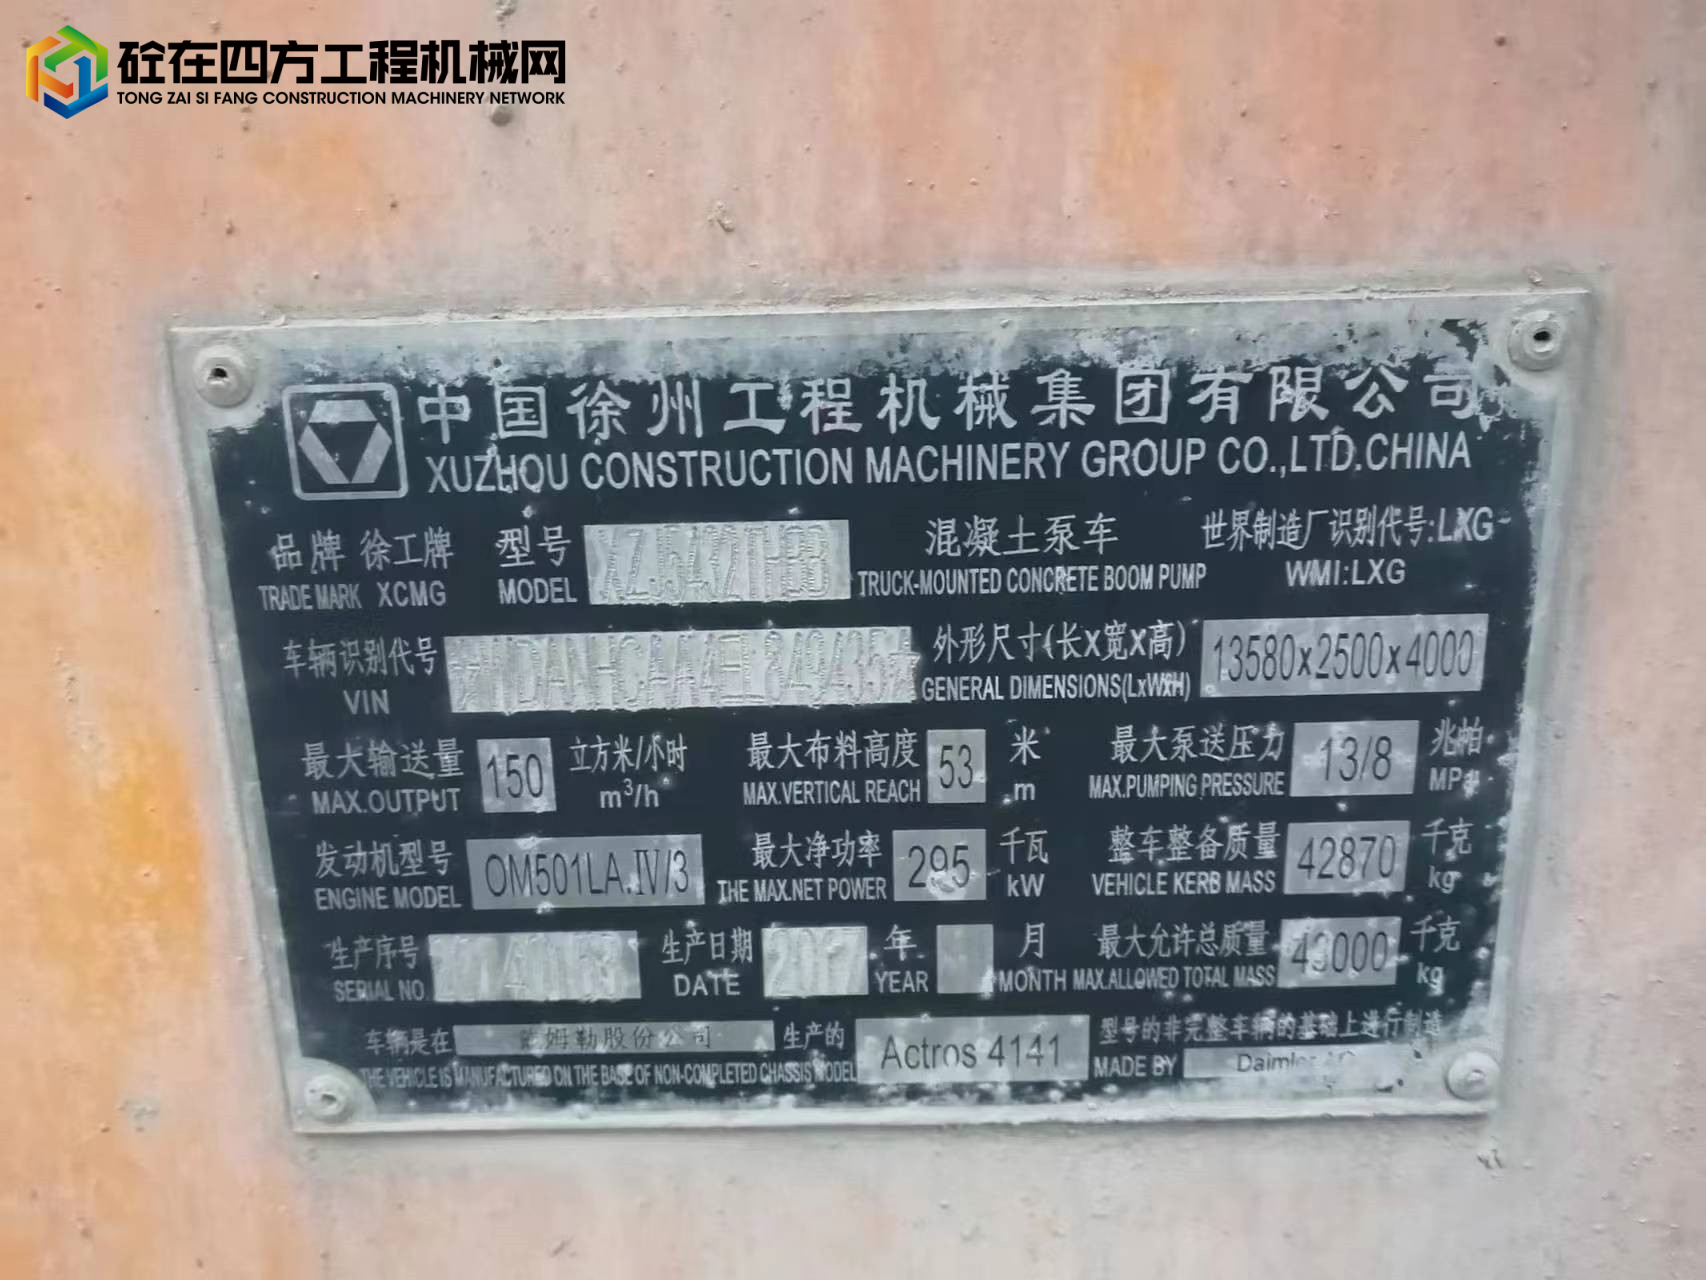 砼在四方工程机械网
TONG ZAI SI FANG CONSTRUCTION MACHINERY NETWORK
中国徐州工程机械集团有限公司
XUZHOU CONSTRUCTION MACHINERY GROUP CO.,LTD.CHINA
品牌 徐工牌 型号 XZJ5432THBB 混凝土泵车 世界制造厂识别代号:LXG
TRADE MARK XCMG MODEL TRUCK-MOUNTED CONCRETE BOOM PUMP WMI:LXG
车辆识别代号 外形尺寸(长X宽X高) 13580x2500x4000
VIN GENERAL DIMENSIONS(LxWxH)
最大输送量 150 立方米/小时 最大布料高度 53 米 最大泵送压力 13/8 兆帕
MAX.OUTPUT m³/h MAX.VERTICAL REACH m MAX.PUMPING PRESSURE MPa
发动机型号 OM501LA.Ⅳ/3 最大净功率 295 千瓦 整车整备质量 42870 千克
ENGINE MODEL THE MAX.NET POWER kW VEHICLE KERB MASS kg
生产序号 生产日期 年 月 最大允许总质量 43000 千克
SERIAL NO. DATE YEAR MONTH MAX.ALLOWED TOTAL MASS kg
车辆是在 姆勒股份公司 生产的 Actros 4141 型号的非完整车辆的基础上进行制造
THE VEHICLE IS MANUFACTURED ON THE BASE OF NON-COMPLETED CHASSIS MODEL MADE BY